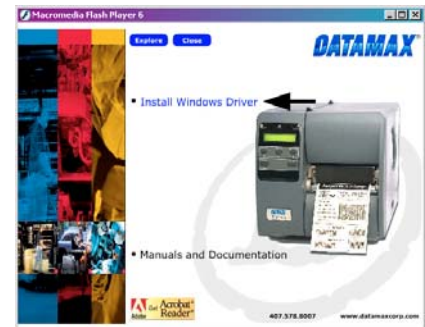 Macromedia Flash Player 6
Explore Close
DATAMAX
• Install Windows Driver
• Manuals and Documentation
Adobe Get Acrobat Reader
407.578.8007 www.datamaxcorp.com